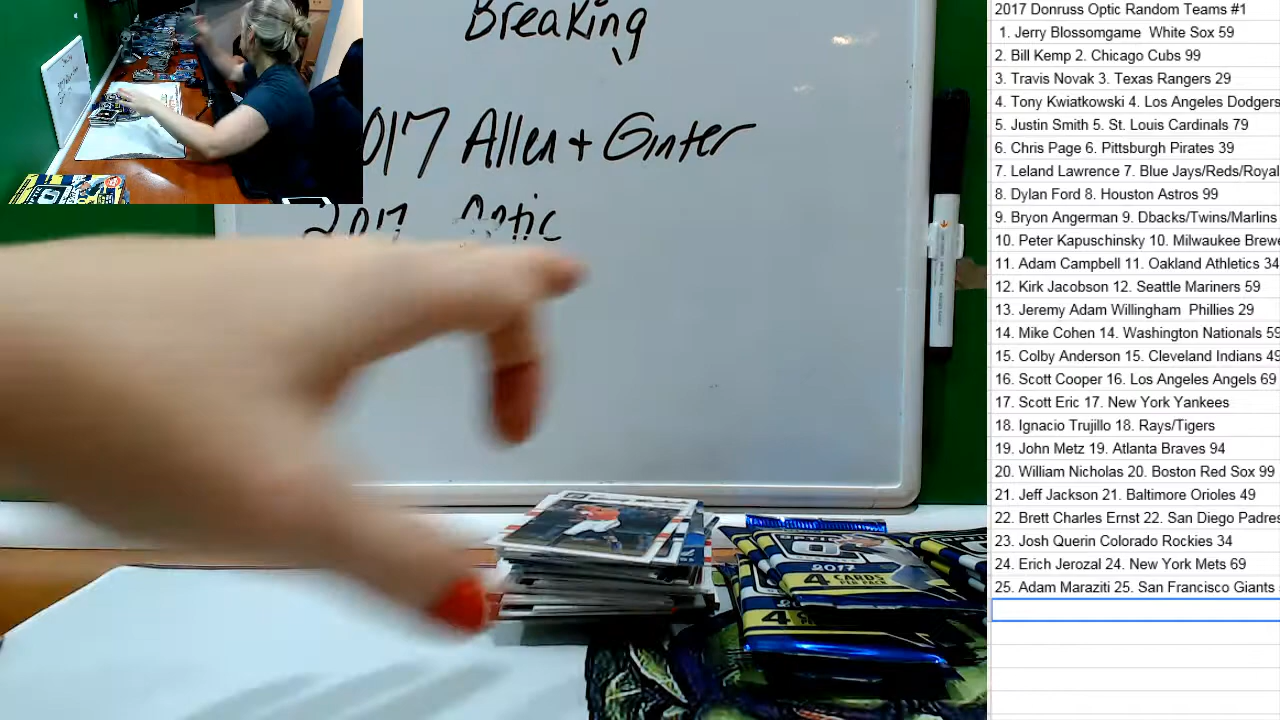 Breaking
2017 Allen + Ginter
2017 Optic
2017
4 CARDS
PER PACK
4
2017 Donruss Optic Random Teams #1
1. Jerry Blossomgame White Sox 59
2. Bill Kemp 2. Chicago Cubs 99
3. Travis Novak 3. Texas Rangers 29
4. Tony Kwiatkowski 4. Los Angeles Dodgers
5. Justin Smith 5. St. Louis Cardinals 79
6. Chris Page 6. Pittsburgh Pirates 39
7. Leland Lawrence 7. Blue Jays/Reds/Royal
8. Dylan Ford 8. Houston Astros 99
9. Bryon Angerman 9. Dbacks/Twins/Marlins
10. Peter Kapuschinsky 10. Milwaukee Brewe
11. Adam Campbell 11. Oakland Athletics 34
12. Kirk Jacobson 12. Seattle Mariners 59
13. Jeremy Adam Willingham Phillies 29
14. Mike Cohen 14. Washington Nationals 59
15. Colby Anderson 15. Cleveland Indians 49
16. Scott Cooper 16. Los Angeles Angels 69
17. Scott Eric 17. New York Yankees
18. Ignacio Trujillo 18. Rays/Tigers
19. John Metz 19. Atlanta Braves 94
20. William Nicholas 20. Boston Red Sox 99
21. Jeff Jackson 21. Baltimore Orioles 49
22. Brett Charles Ernst 22. San Diego Padres
23. Josh Querin Colorado Rockies 34
24. Erich Jerozal 24. New York Mets 69
25. Adam Maraziti 25. San Francisco Giants